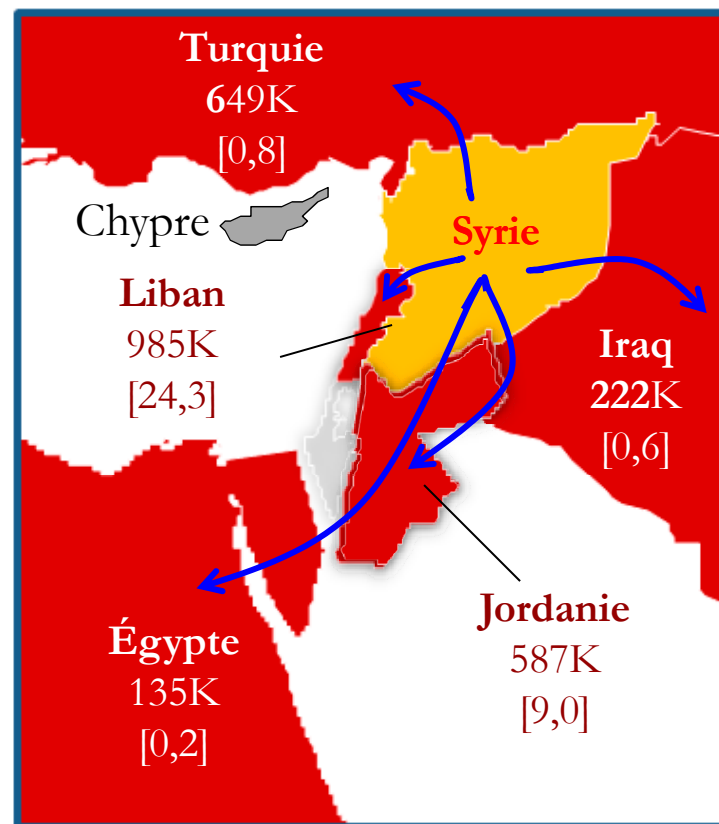 Turquie
649K
[0,8]
Chypre
Syrie
Liban
985K
[24,3]
Iraq
222K
[0,6]
Jordanie
587K
[9,0]
Égypte
135K
[0,2]